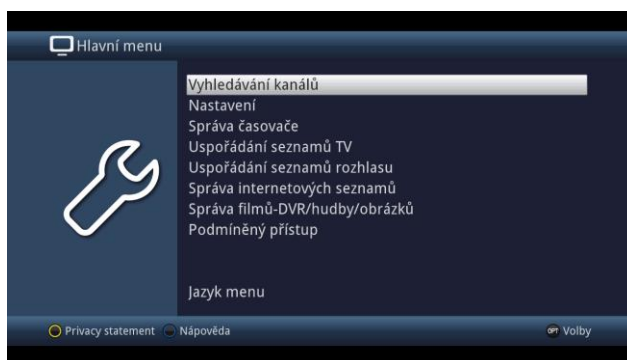 Hlavní menu
Vyhledávání kanálů
Nastavení
Správa časovače
Uspořádání seznamů TV
Uspořádání seznamů rozhlasu
Správa internetových seznamů
Správa filmů-DVR/hudby/obrázků
Podmíněný přístup
Jazyk menu
Privacy statement Nápověda OPT Volby